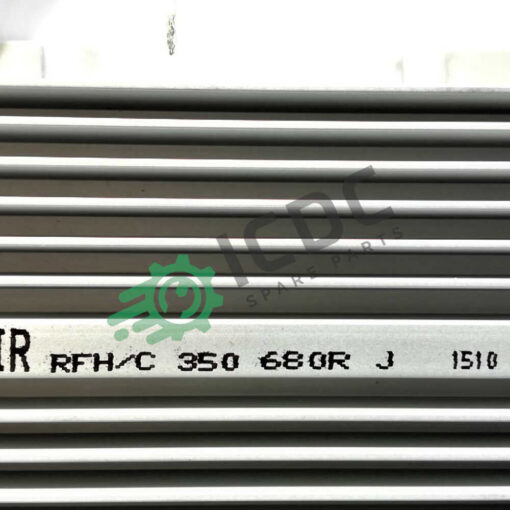 ICDC
SPARE PARTS
IR RFH/C 350 680R J 1510